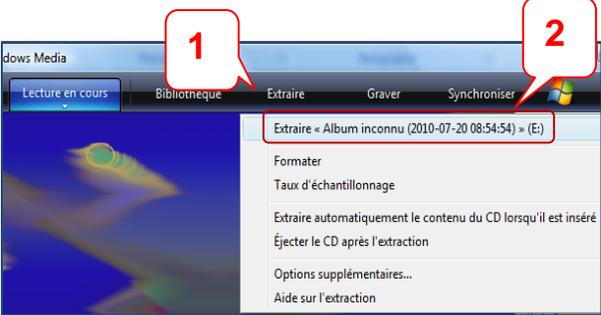 1
2
dows Media
Lecture en cours Bibliothèque Extraire Graver Synchroniser
Extraire « Album inconnu (2010-07-20 08:54:54) » (E:)
Formater
Taux d'échantillonnage
Extraire automatiquement le contenu du CD lorsqu'il est inséré
Éjecter le CD après l'extraction
Options supplémentaires...
Aide sur l'extraction